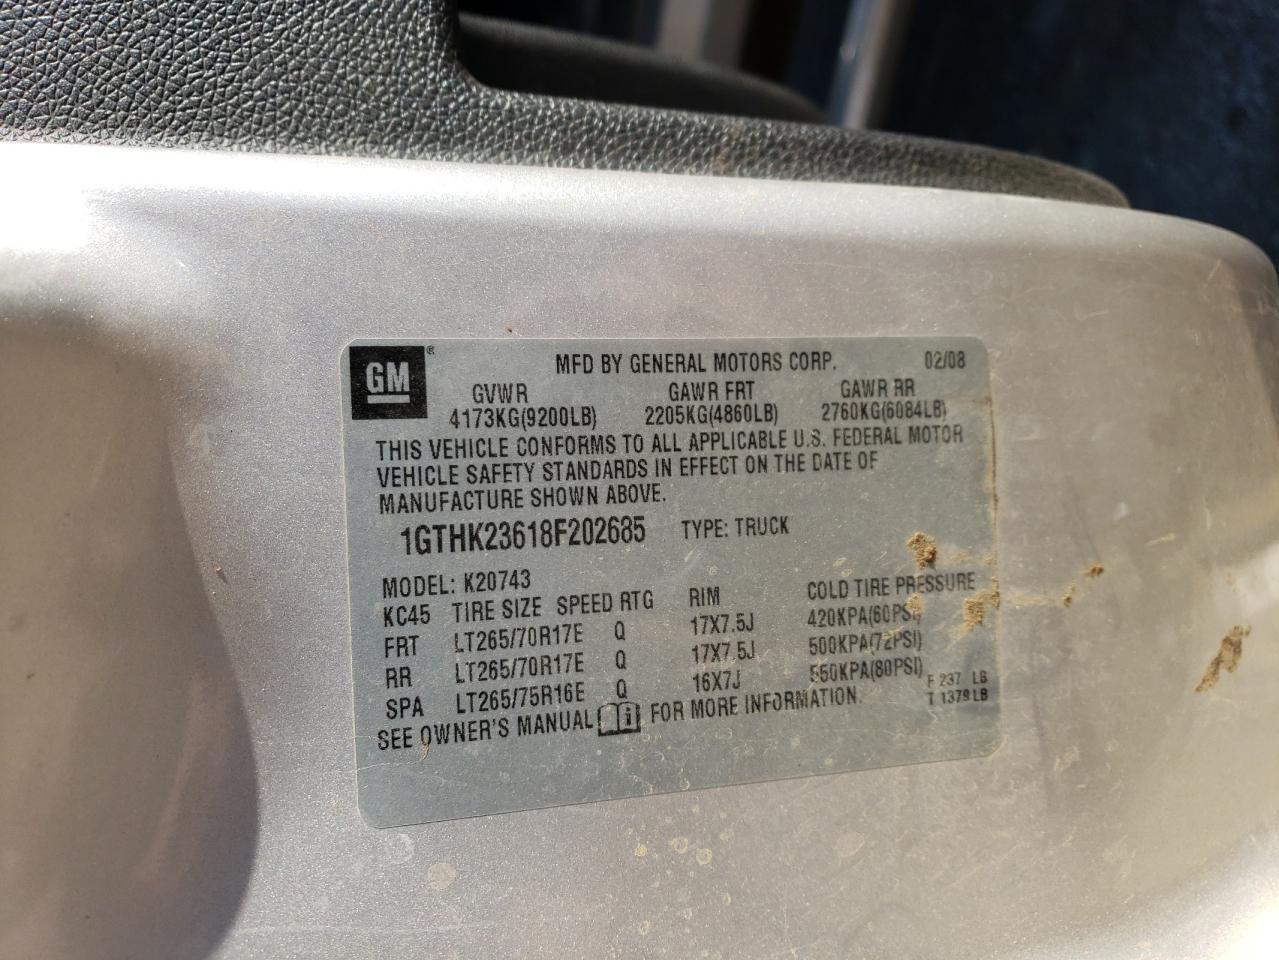 GM ® MFD BY GENERAL MOTORS CORP. 02/08
GVWR GAWR FRT GAWR RR
4173KG(9200LB) 2205KG(4860LB) 2760KG(6084LB)
THIS VEHICLE CONFORMS TO ALL APPLICABLE U.S. FEDERAL MOTOR
VEHICLE SAFETY STANDARDS IN EFFECT ON THE DATE OF
MANUFACTURE SHOWN ABOVE.
1GTHK23618F202685 TYPE: TRUCK
MODEL: K20743
KC45 TIRE SIZE SPEED RTG RIM COLD TIRE PRESSURE
FRT LT265/70R17E Q 17X7.5J 420KPA(60PSI)
RR LT265/70R17E Q 17X7.5J 500KPA(72PSI)
SPA LT265/75R16E Q 16X7J 550KPA(80PSI) F 237 LB
SEE OWNER'S MANUAL FOR MORE INFORMATION. T 1379 LB